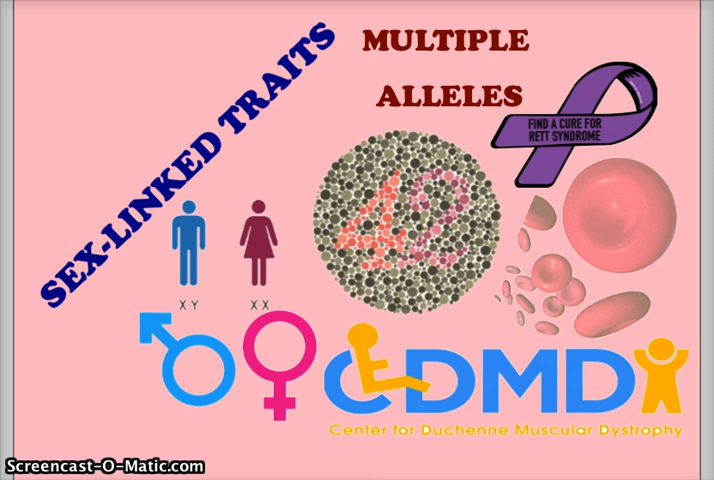 SEX-LINKED TRAITS
MULTIPLE
ALLELES
FIND A CURE FOR
RETT SYNDROME
42
XY XX
CDMD
Center for Duchenne Muscular Dystrophy
Screencast-O-Matic.com